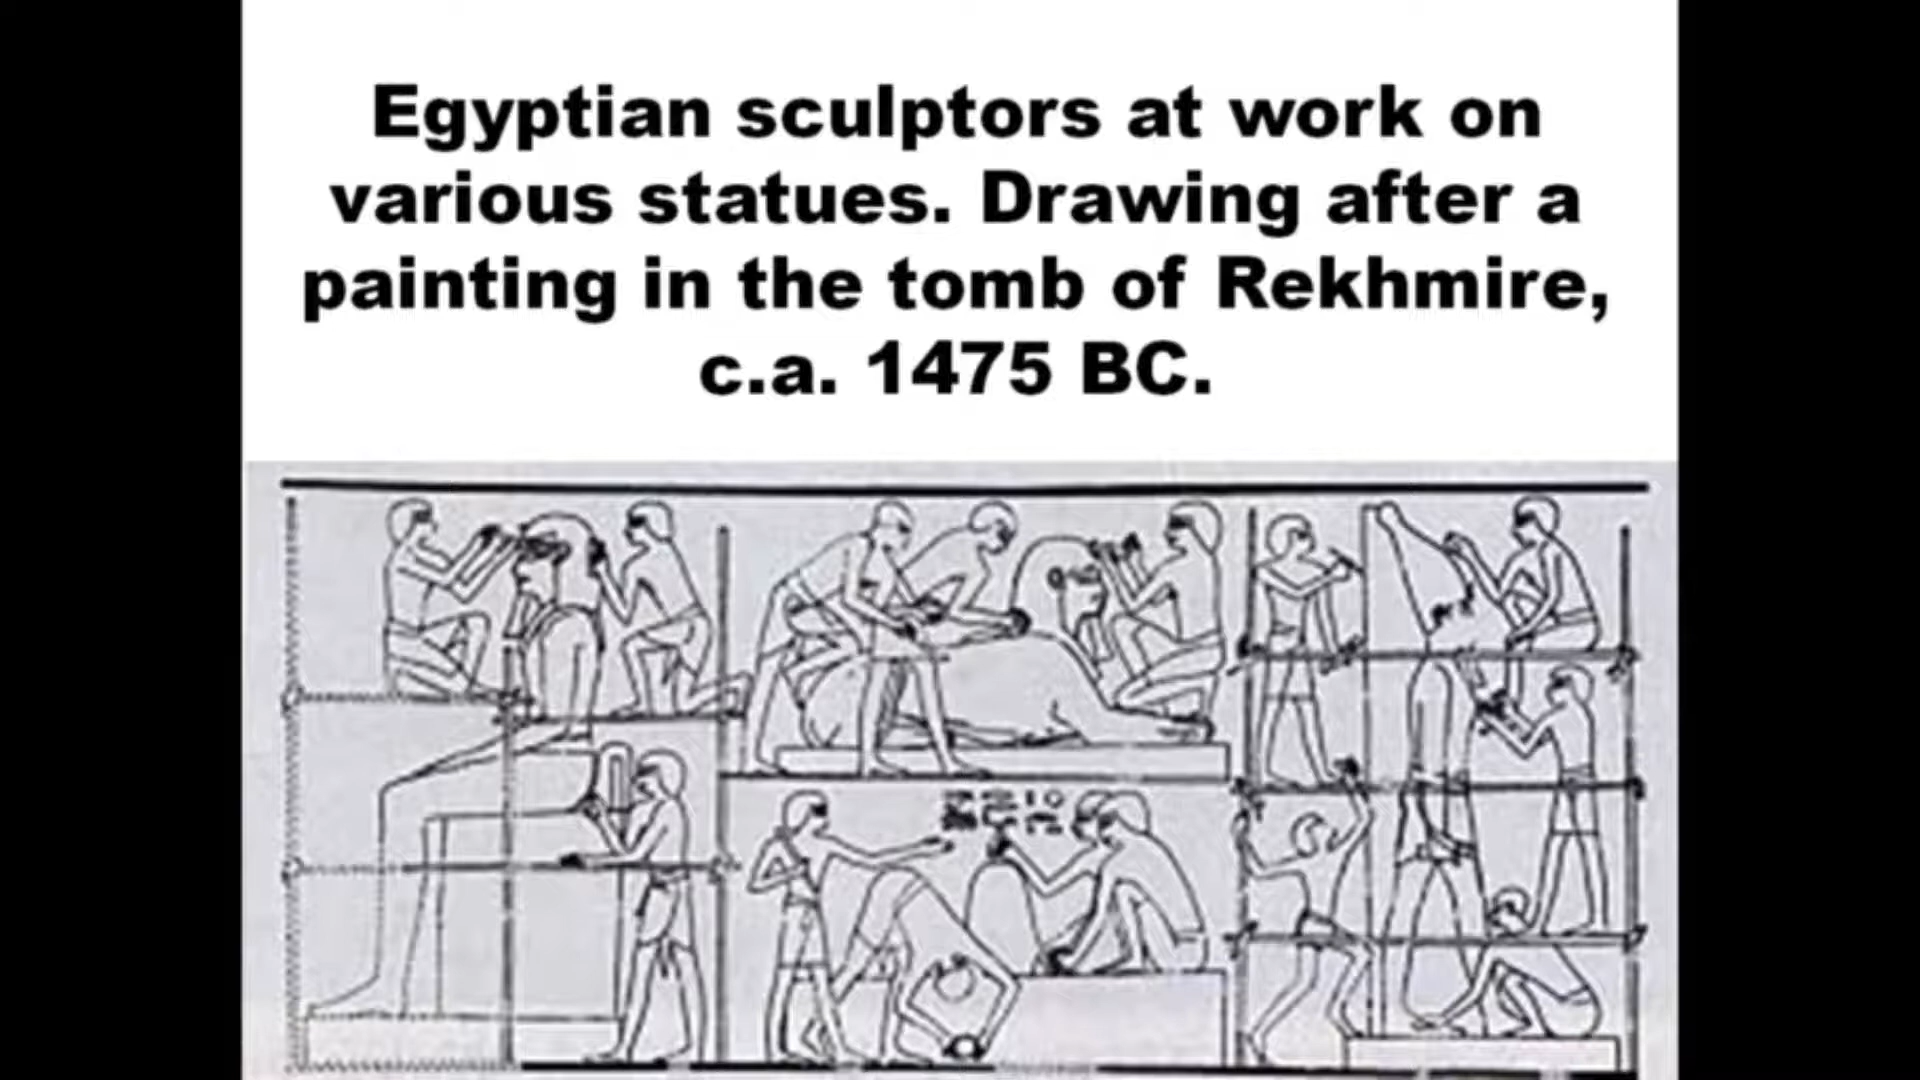 Egyptian sculptors at work on
various statues. Drawing after a
painting in the tomb of Rekhmire,
c.a. 1475 BC.